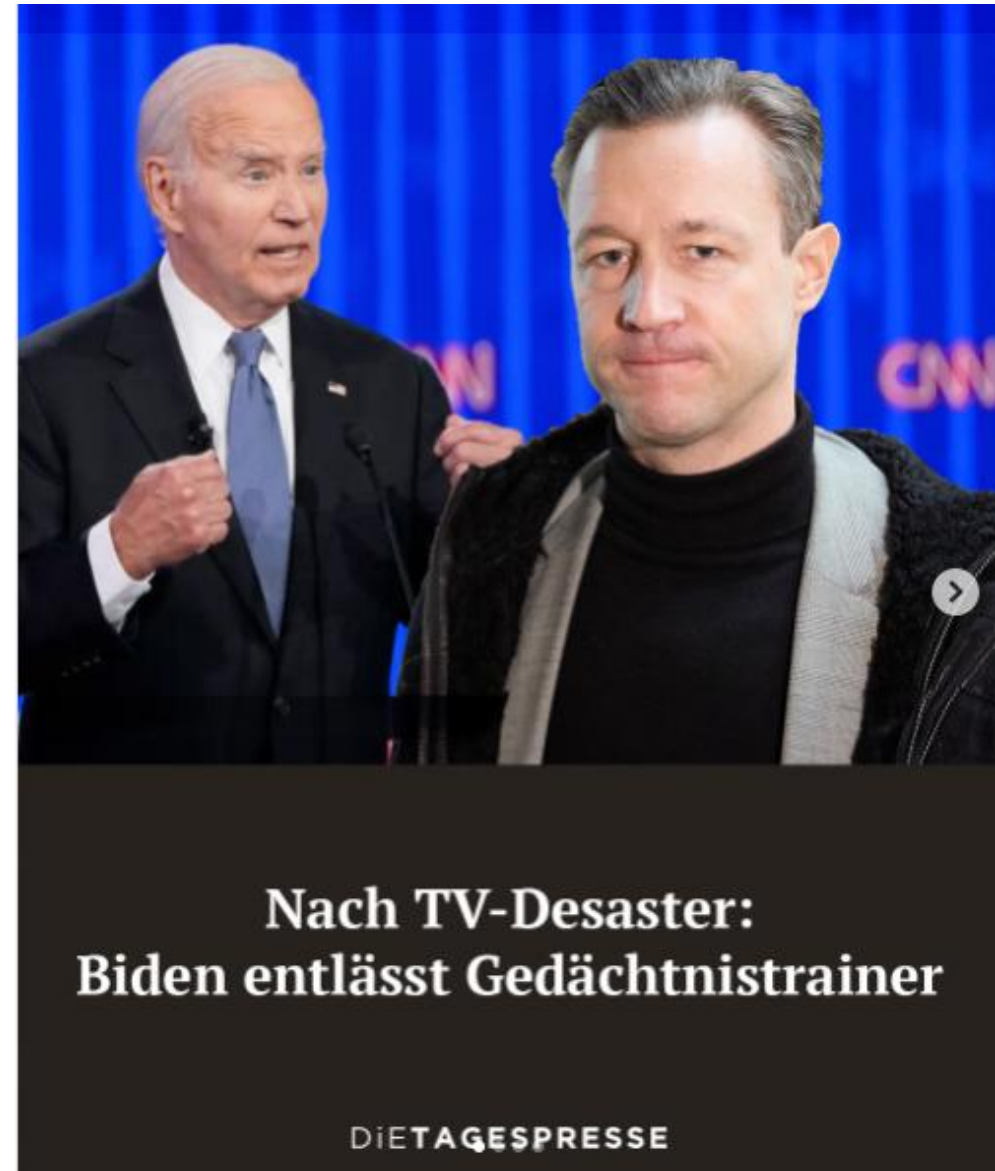 CNN
Nach TV-Desaster:
Biden entlässt Gedächtnistrainer
DiETAGESPRESSE